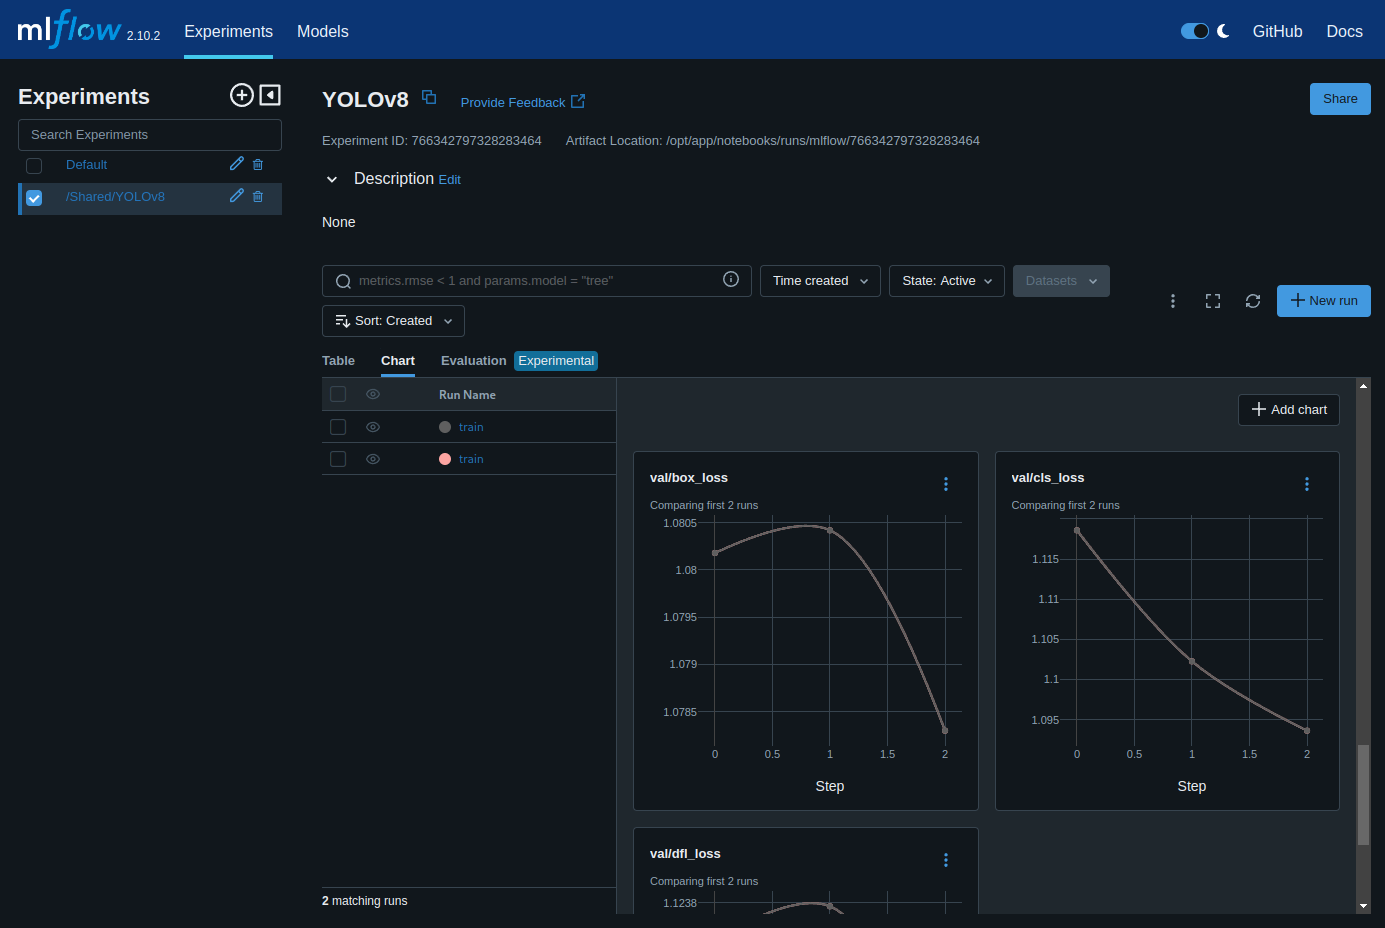 mlflow 2.10.2 Experiments Models GitHub Docs
Experiments
Search Experiments
Default
/Shared/YOLOv8
YOLOv8 Provide Feedback Share
Experiment ID: 766342797328283464 Artifact Location: /opt/app/notebooks/runs/mlflow/766342797328283464
Description Edit
None
metrics.rmse < 1 and params.model = "tree" Time created State: Active Datasets
Sort: Created
New run
Table Chart Evaluation Experimental
Run Name
train
train
2 matching runs
Add chart
val/box_loss
Comparing first 2 runs
1.0805
1.08
1.0795
1.079
1.0785
0 0.5 1 1.5 2
Step
val/cls_loss
Comparing first 2 runs
1.115
1.11
1.105
1.1
1.095
0 0.5 1 1.5 2
Step
val/dfl_loss
Comparing first 2 runs
1.1238